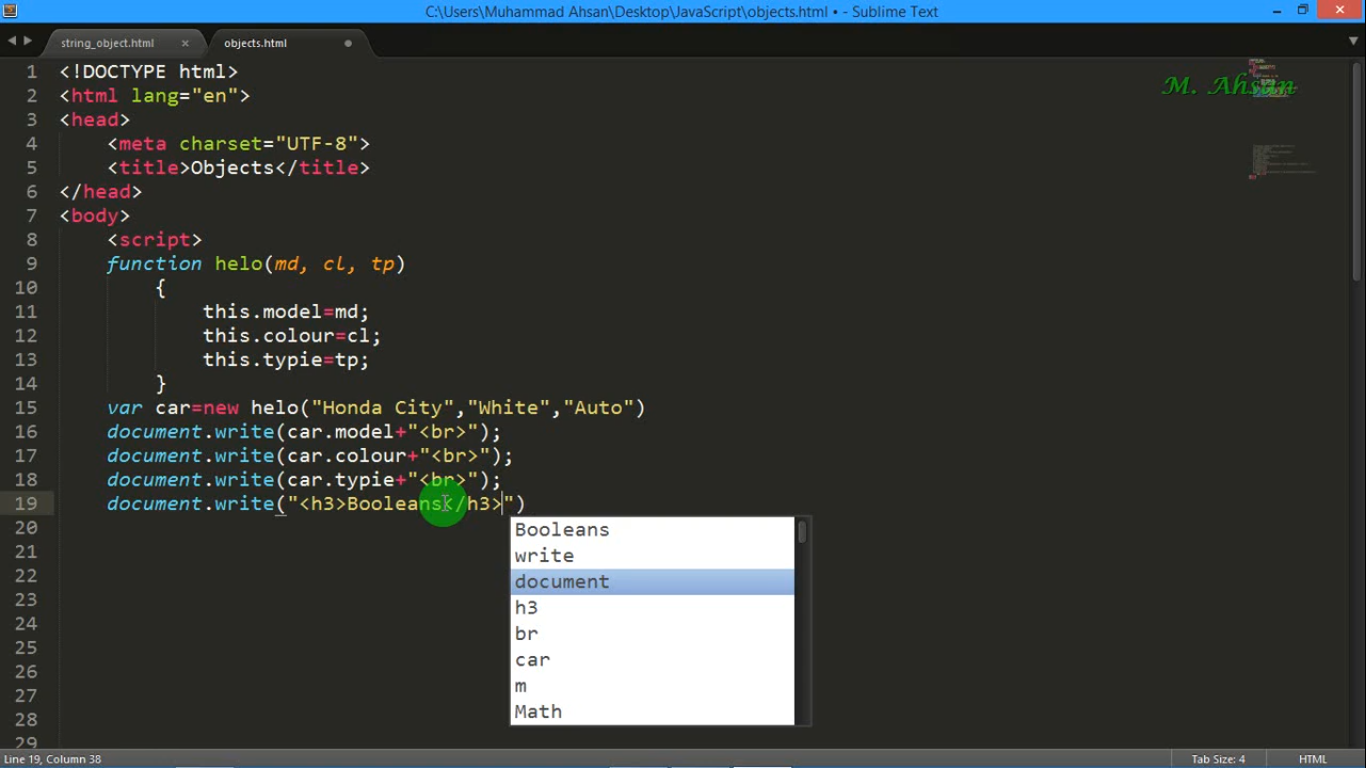 C:\Users\Muhammad Ahsan\Desktop\JavaScript\objects.html • - Sublime Text
string_object.html × objects.html
M. Ahsan
1 <!DOCTYPE html>
2 <html lang="en">
3 <head>
4 <meta charset="UTF-8">
5 <title>Objects</title>
6 </head>
7 <body>
8 <script>
9 function helo(md, cl, tp)
10 {
11 this.model=md;
12 this.colour=cl;
13 this.typie=tp;
14 }
15 var car=new helo("Honda City","White","Auto")
16 document.write(car.model+"<br>");
17 document.write(car.colour+"<br>");
18 document.write(car.typie+"<br>");
19 document.write("<h3>Booleans</h3>")
20
21
22
23
24
25
26
27
28
29
Booleans
write
document
h3
br
car
m
Math
Line 19, Column 38
Tab Size: 4
HTML